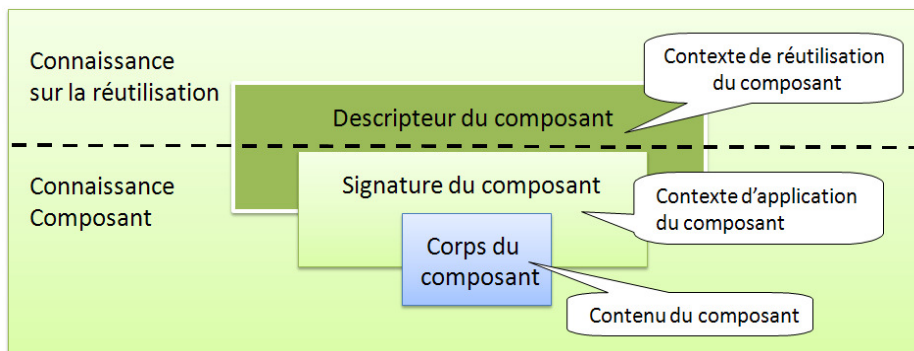 Connaissance
sur la réutilisation
Contexte de réutilisation
du composant
Descripteur du composant
Connaissance
Composant
Signature du composant
Contexte d'application
du composant
Corps du
composant
Contenu du composant